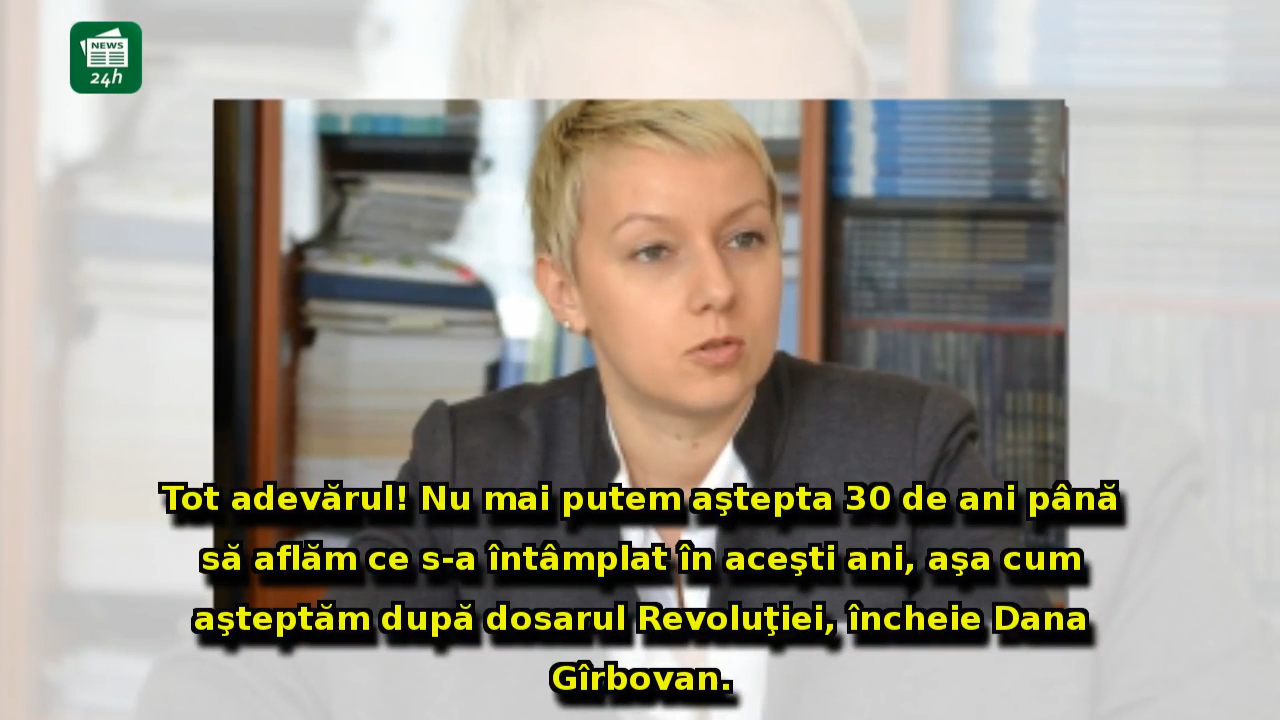 NEWS
24h
Tot adevărul! Nu mai putem aştepta 30 de ani până
să aflăm ce s-a întâmplat în aceşti ani, aşa cum
aşteptăm după dosarul Revoluţiei, încheie Dana
Gîrbovan.